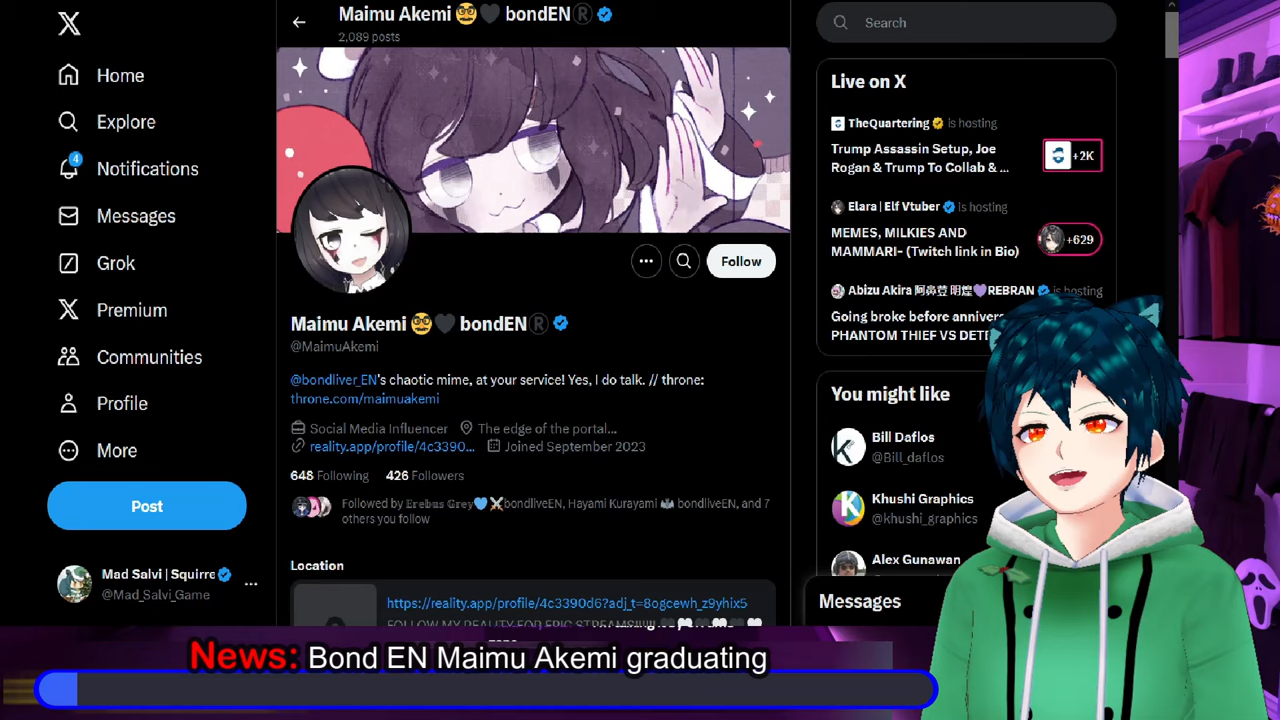 Maimu Akemi 🥸🖤 bondEN®
2,089 posts
Home
Explore
4
Notifications
Messages
Grok
Premium
Communities
Profile
More
Post
Mad Salvi | Squirre
@Mad_Salvi_Game
Follow
Maimu Akemi 🥸🖤 bondEN®
@MaimuAkemi
@bondliver_EN's chaotic mime, at your service! Yes, I do talk. // throne:
throne.com/maimuakemi
Social Media Influencer The edge of the portal...
reality.app/profile/4c3390... Joined September 2023
648 Following 426 Followers
Followed by Erebus Grey💙⚔️bondliveEN, Hayami Kurayami 🦇 bondliveEN, and 7
others you follow
Location
https://reality.app/profile/4c3390d6?adj_t=8ogcewh_z9yhix5
Search
Live on X
TheQuartering is hosting
Trump Assassin Setup, Joe
Rogan & Trump To Collab & ...
+2K
Elara | Elf Vtuber is hosting
MEMES, MILKIES AND
MAMMARI- (Twitch link in Bio)
+629
Abizu Akira 阿鼻荳 明煌💜REBRAN is hosting
Going broke before annivers
PHANTOM THIEF VS DETE
You might like
Bill Daflos
@Bill_daflos
Khushi Graphics
@khushi_graphics
Alex Gunawan
Messages
News: Bond EN Maimu Akemi graduating